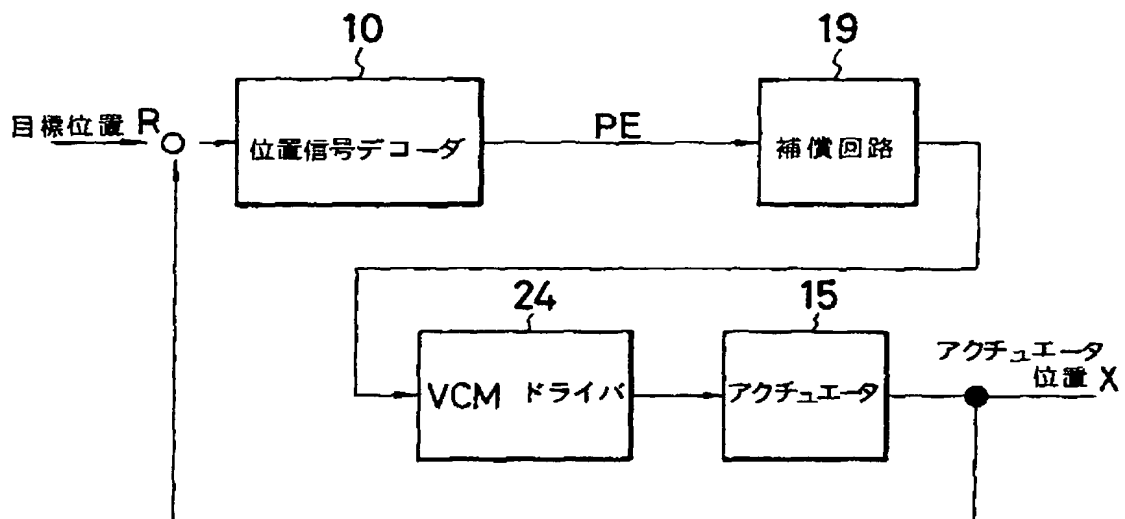 10
19
目標位置 R
位置信号デコーダ
PE
補償回路
24
15
VCM ドライバ
アクチュエータ
アクチュエータ
位置 X